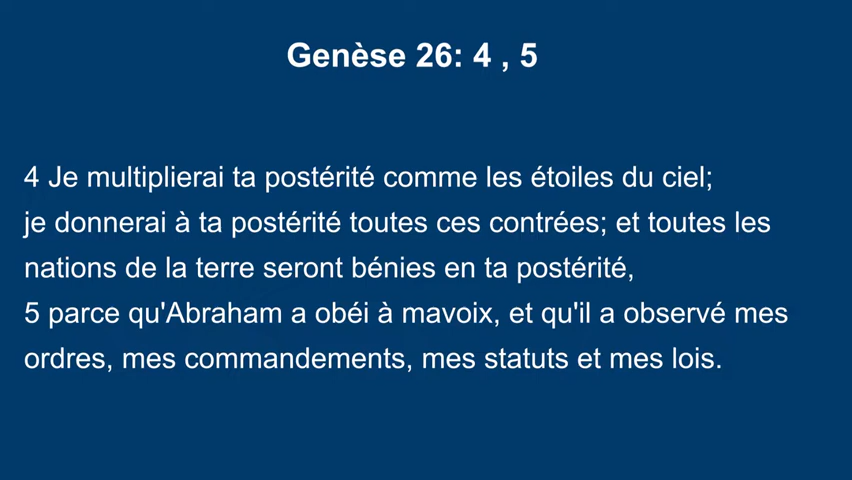 Genèse 26: 4 , 5
4 Je multiplierai ta postérité comme les étoiles du ciel;
je donnerai à ta postérité toutes ces contrées; et toutes les
nations de la terre seront bénies en ta postérité,
5 parce qu'Abraham a obéi à mavoix, et qu'il a observé mes
ordres, mes commandements, mes statuts et mes lois.